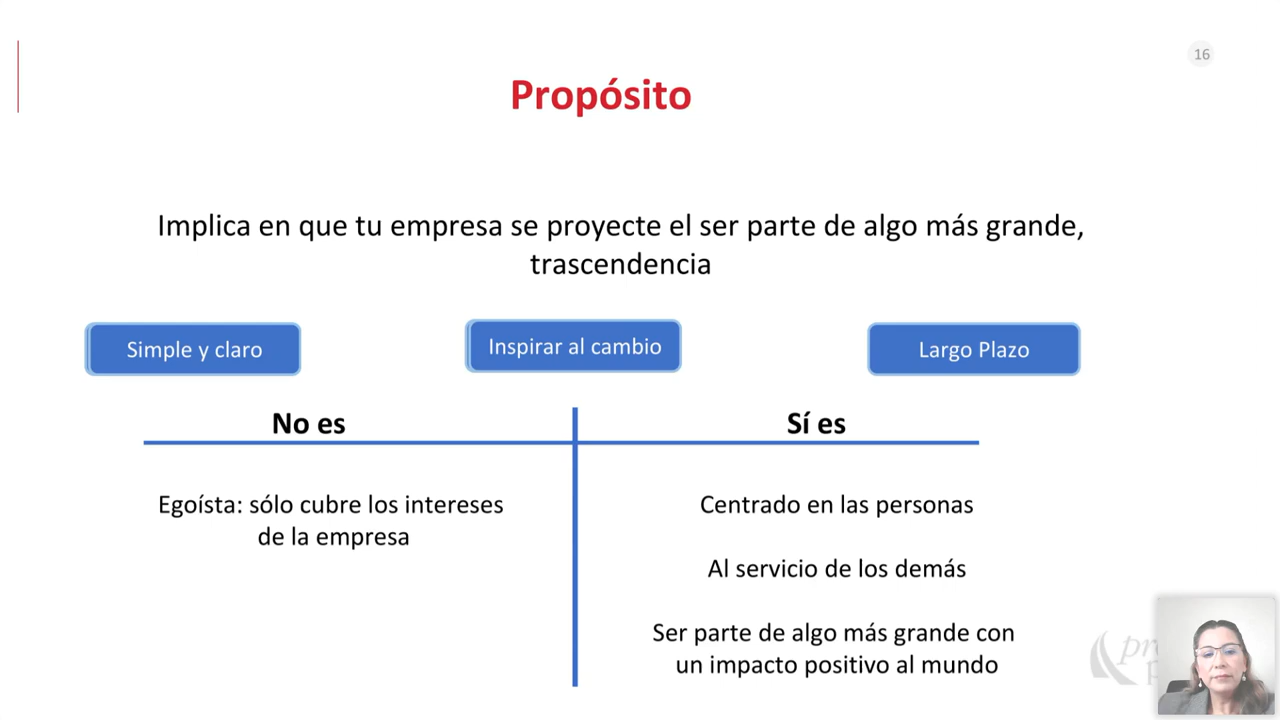 16
Propósito
Implica en que tu empresa se proyecte el ser parte de algo más grande,
trascendencia
Simple y claro
Inspirar al cambio
Largo Plazo
No es
Sí es
Egoísta: sólo cubre los intereses
de la empresa
Centrado en las personas
Al servicio de los demás
Ser parte de algo más grande con
un impacto positivo al mundo